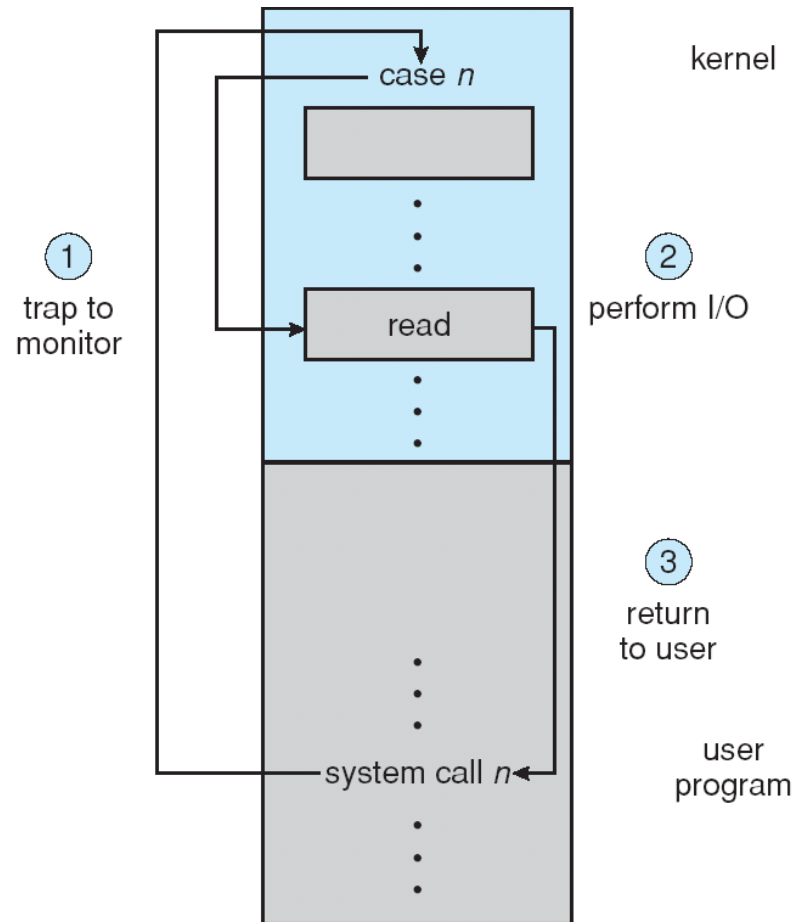 kernel
case n
1
trap to
monitor
2
perform I/O
read
3
return
to user
system call n
user
program